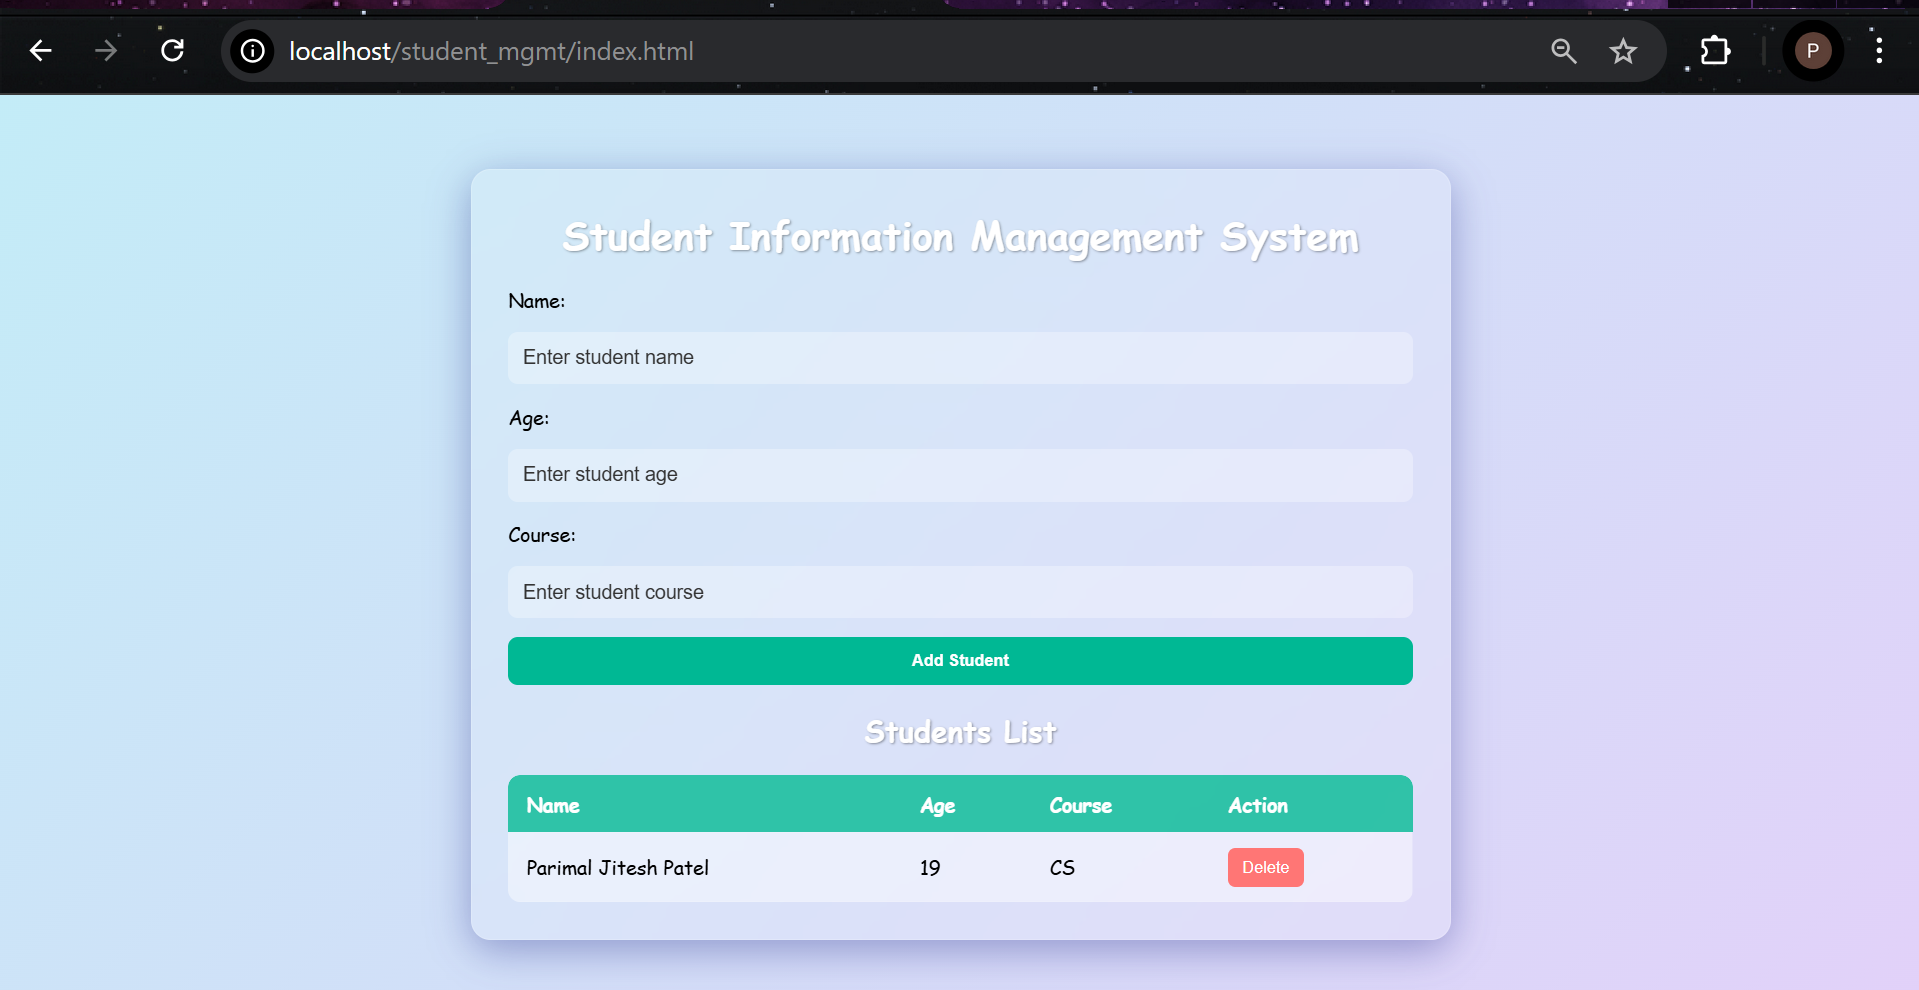 localhost/student_mgmt/index.html
P
Student Information Management System
Name:
Enter student name
Age:
Enter student age
Course:
Enter student course
Add Student
Students List
Name Age Course Action
Parimal Jitesh Patel 19 CS Delete